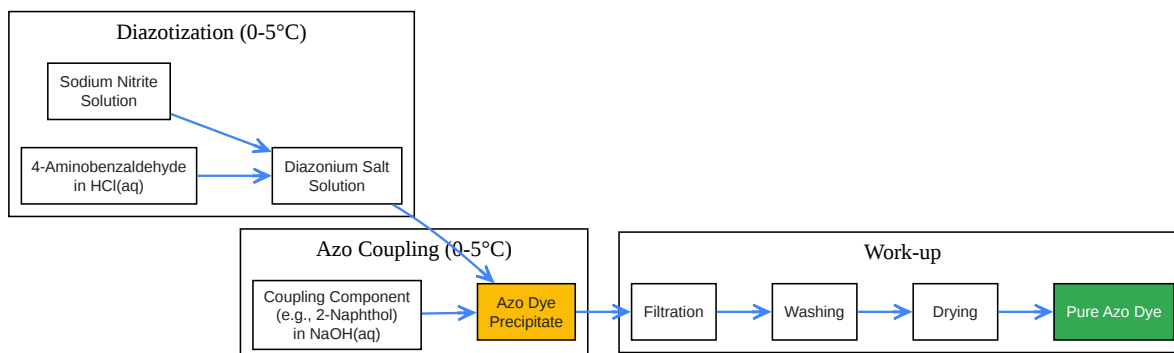 Diazotization (0-5°C)
Sodium Nitrite
Solution
4-Aminobenzaldehyde
in HCl(aq)
Diazonium Salt
Solution
Azo Coupling (0-5°C)
Coupling Component
(e.g., 2-Naphthol)
in NaOH(aq)
Azo Dye
Precipitate
Work-up
Filtration
Washing
Drying
Pure Azo Dye